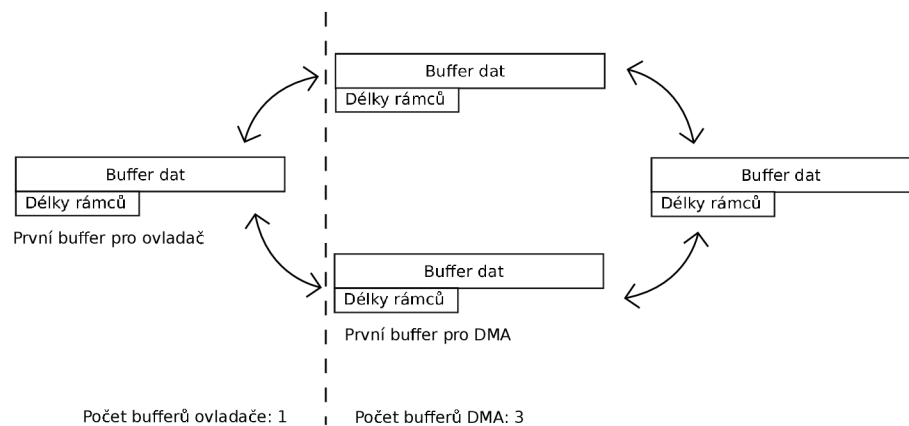 Buffer dat
Délky rámců
Buffer dat
Délky rámců
První buffer pro ovladač
Buffer dat
Délky rámců
Buffer dat
Délky rámců
První buffer pro DMA
Počet bufferů ovladače: 1
Počet bufferů DMA: 3